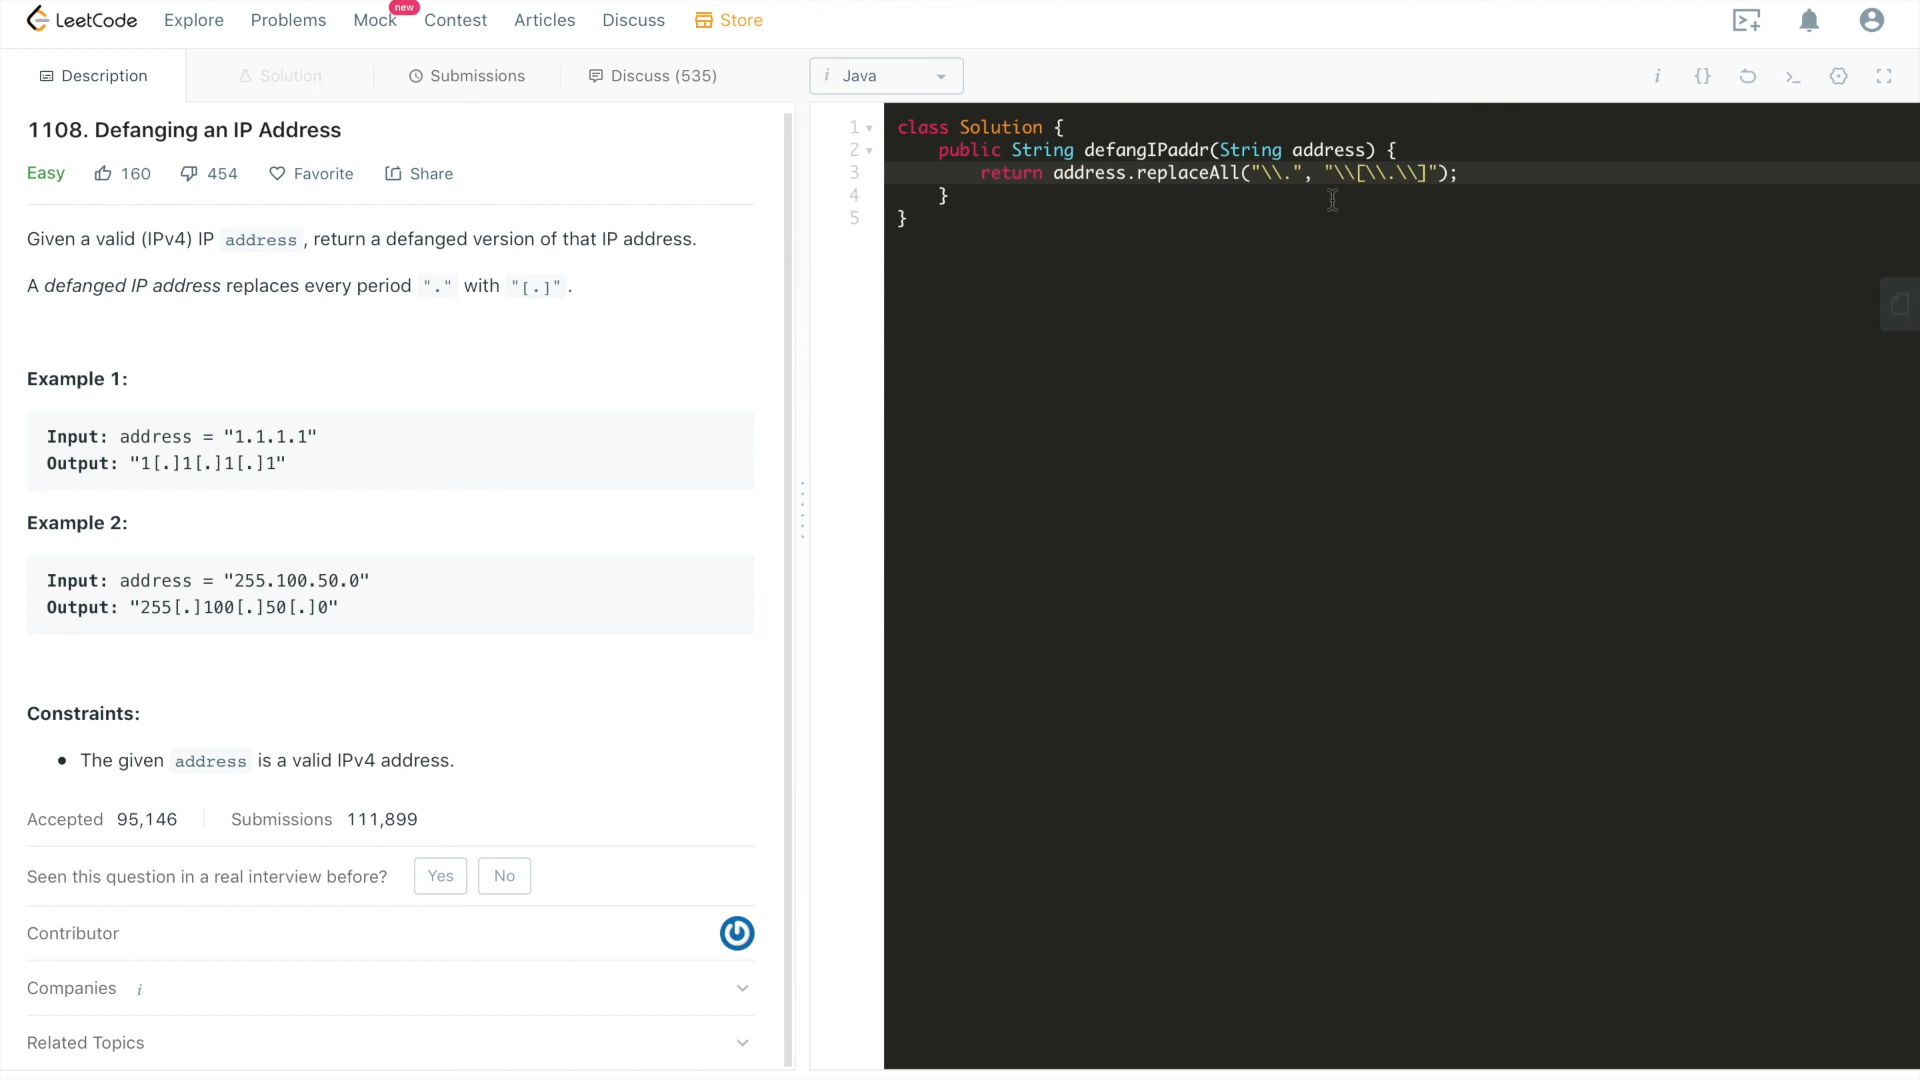 LeetCode Explore Problems Mock new Contest Articles Discuss Store
Description Solution Submissions Discuss (535)
1108. Defanging an IP Address
Easy 160 454 Favorite Share
Given a valid (IPv4) IP address, return a defanged version of that IP address.
A defanged IP address replaces every period "." with "[.]".
Example 1:
Input: address = "1.1.1.1"
Output: "1[.]1[.]1[.]1"
Example 2:
Input: address = "255.100.50.0"
Output: "255[.]100[.]50[.]0"
Constraints:
The given address is a valid IPv4 address.
Accepted 95,146 Submissions 111,899
Seen this question in a real interview before? Yes No
Contributor
Companies i
Related Topics
i Java
i {} >_
1 class Solution {
2 public String defangIPaddr(String address) {
3 return address.replaceAll("\\.", "\\[\\.\\]");
4 }
5 }